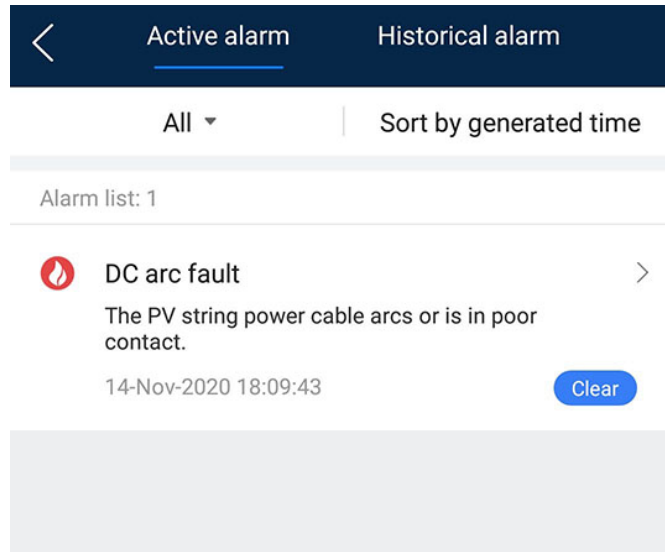 Active alarm Historical alarm
All Sort by generated time
Alarm list: 1
DC arc fault
The PV string power cable arcs or is in poor
contact.
14-Nov-2020 18:09:43 Clear